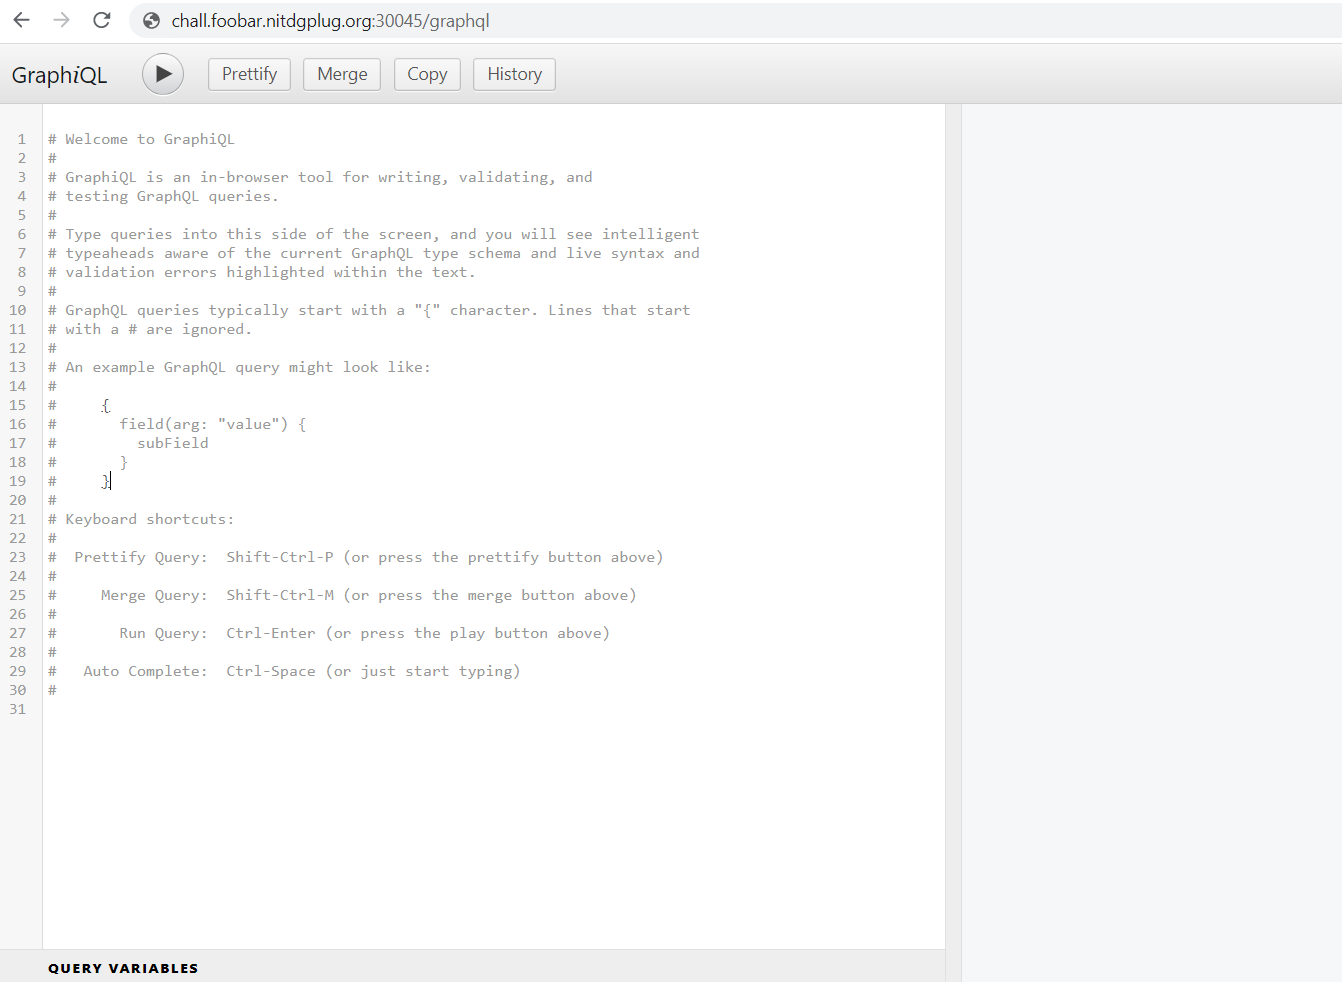 chall.foobar.nitdgplug.org:30045/graphql
GraphiQL Prettify Merge Copy History
1 # Welcome to GraphiQL
2 #
3 # GraphiQL is an in-browser tool for writing, validating, and
4 # testing GraphQL queries.
5 #
6 # Type queries into this side of the screen, and you will see intelligent
7 # typeaheads aware of the current GraphQL type schema and live syntax and
8 # validation errors highlighted within the text.
9 #
10 # GraphQL queries typically start with a "{" character. Lines that start
11 # with a # are ignored.
12 #
13 # An example GraphQL query might look like:
14 #
15 #     {
16 #       field(arg: "value") {
17 #         subField
18 #       }
19 #     }
20 #
21 # Keyboard shortcuts:
22 #
23 #  Prettify Query:  Shift-Ctrl-P (or press the prettify button above)
24 #
25 #     Merge Query:  Shift-Ctrl-M (or press the merge button above)
26 #
27 #       Run Query:  Ctrl-Enter (or press the play button above)
28 #
29 #   Auto Complete:  Ctrl-Space (or just start typing)
30 #
31
QUERY VARIABLES